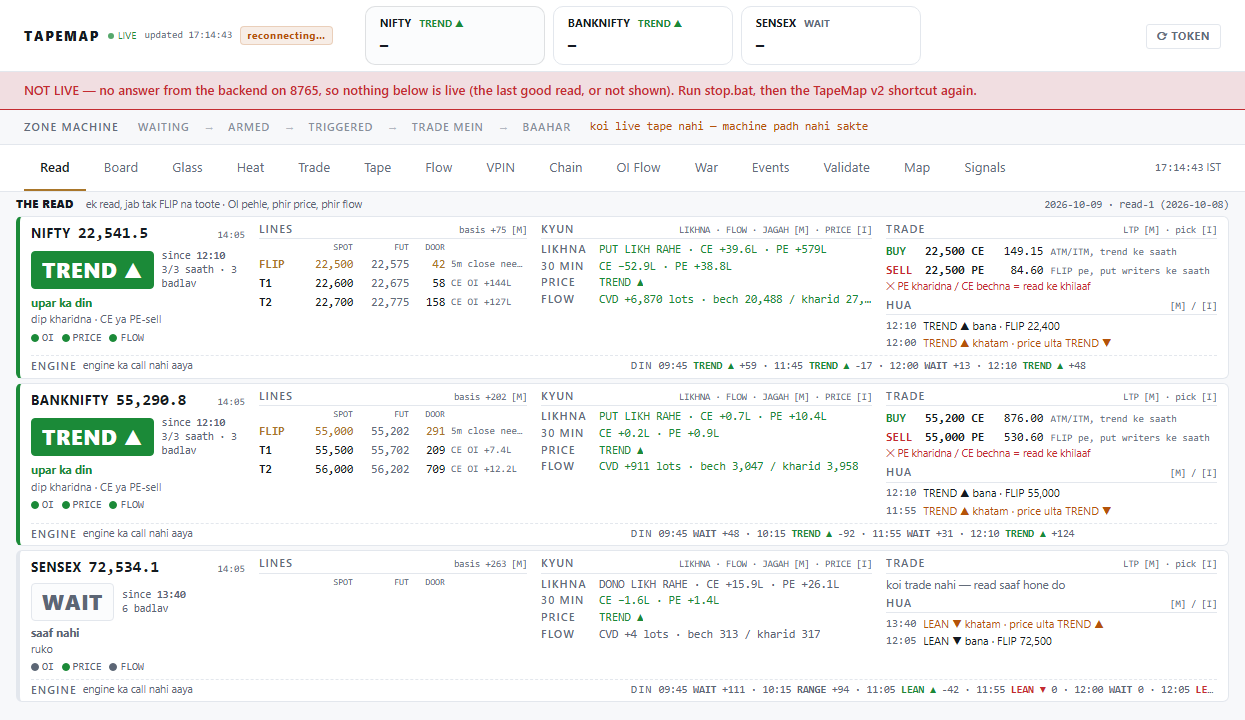 TAPEMAP ● LIVE updated 17:14:43 reconnecting…
NIFTY TREND ▲
–
BANKNIFTY TREND ▲
–
SENSEX WAIT
–
⟳ TOKEN
NOT LIVE — no answer from the backend on 8765, so nothing below is live (the last good read, or not shown). Run stop.bat, then the TapeMap v2 shortcut again.
ZONE MACHINE WAITING → ARMED → TRIGGERED → TRADE MEIN → BAAHAR koi live tape nahi — machine padh nahi sakte
Read Board Glass Heat Trade Tape Flow VPIN Chain OI Flow War Events Validate Map Signals 17:14:43 IST
THE READ ek read, jab tak FLIP na toote · OI pehle, phir price, phir flow 2026-10-09 · read-1 (2026-10-08)
NIFTY 22,541.5 14:05
TREND ▲ since 12:10
3/3 saath · 3
badlav
upar ka din
dip kharidna · CE ya PE-sell
● OI ● PRICE ● FLOW
LINES basis +75 [M]
SPOT FUT DOOR
FLIP 22,500 22,575 42 5m close nee…
T1 22,600 22,675 58 CE OI +144L
T2 22,700 22,775 158 CE OI +127L
KYUN LIKHNA · FLOW · JAGAH [M] · PRICE [I]
LIKHNA PUT LIKH RAHE · CE +39.6L · PE +579L
30 MIN CE −52.9L · PE +38.8L
PRICE TREND ▲
FLOW CVD +6,870 lots · bech 20,488 / kharid 27,…
TRADE LTP [M] · pick [I]
BUY 22,500 CE 149.15 ATM/ITM, trend ke saath
SELL 22,500 PE 84.60 FLIP pe, put writers ke saath
✕ PE kharidna / CE bechna = read ke khilaaf
HUA [M] / [I]
12:10 TREND ▲ bana · FLIP 22,400
12:00 TREND ▲ khatam · price ulta TREND ▼
ENGINE engine ka call nahi aaya
DIN 09:45 TREND ▲ +59 · 11:45 TREND ▲ -17 · 12:00 WAIT +13 · 12:10 TREND ▲ +48
BANKNIFTY 55,290.8 14:05
TREND ▲ since 12:10
3/3 saath · 3
badlav
upar ka din
dip kharidna · CE ya PE-sell
● OI ● PRICE ● FLOW
LINES basis +202 [M]
SPOT FUT DOOR
FLIP 55,000 55,202 291 5m close nee…
T1 55,500 55,702 209 CE OI +7.4L
T2 56,000 56,202 709 CE OI +12.2L
KYUN LIKHNA · FLOW · JAGAH [M] · PRICE [I]
LIKHNA PUT LIKH RAHE · CE +0.7L · PE +10.4L
30 MIN CE +0.2L · PE +0.9L
PRICE TREND ▲
FLOW CVD +911 lots · bech 3,047 / kharid 3,958
TRADE LTP [M] · pick [I]
BUY 55,200 CE 876.00 ATM/ITM, trend ke saath
SELL 55,000 PE 530.60 FLIP pe, put writers ke saath
✕ PE kharidna / CE bechna = read ke khilaaf
HUA [M] / [I]
12:10 TREND ▲ bana · FLIP 55,000
11:55 TREND ▲ khatam · price ulta TREND ▼
ENGINE engine ka call nahi aaya
DIN 09:45 WAIT +48 · 10:15 TREND ▲ -92 · 11:55 WAIT +31 · 12:10 TREND ▲ +124
SENSEX 72,534.1 14:05
WAIT since 13:40
6 badlav
saaf nahi
ruko
● OI ● PRICE ● FLOW
LINES basis +263 [M]
SPOT FUT DOOR
KYUN LIKHNA · FLOW · JAGAH [M] · PRICE [I]
LIKHNA DONO LIKH RAHE · CE +15.9L · PE +26.1L
30 MIN CE −1.6L · PE +1.4L
PRICE TREND ▲
FLOW CVD +4 lots · bech 313 / kharid 317
TRADE LTP [M] · pick [I]
koi trade nahi — read saaf hone do
HUA [M] / [I]
13:40 LEAN ▼ khatam · price ulta TREND ▲
12:05 LEAN ▼ bana · FLIP 72,500
ENGINE engine ka call nahi aaya
DIN 09:45 WAIT +111 · 10:15 RANGE +94 · 11:05 LEAN ▲ -42 · 11:55 LEAN ▼ 0 · 12:00 WAIT 0 · 12:05 LE…